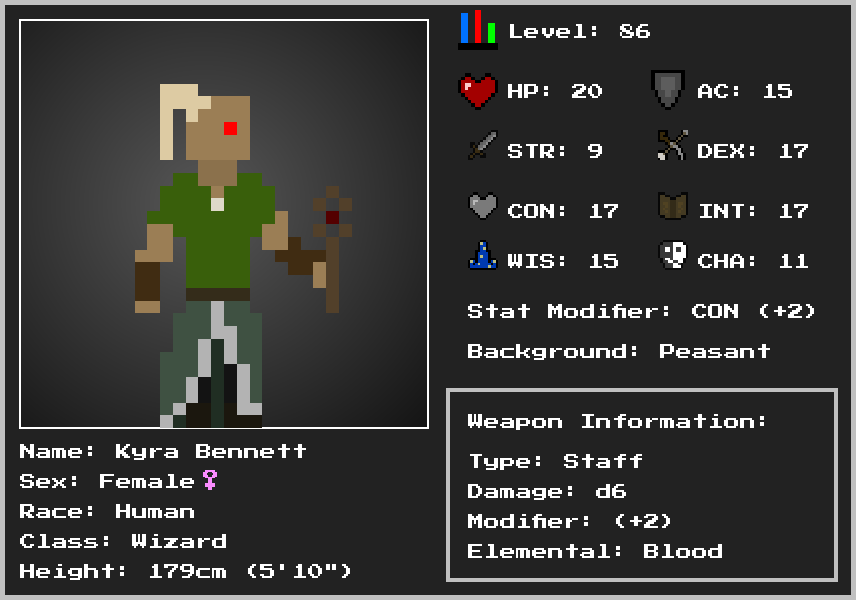 Level: 86
HP: 20
AC: 15
STR: 9
DEX: 17
CON: 17
INT: 17
WIS: 15
CHA: 11
Stat Modifier: CON (+2)
Background: Peasant
Weapon Information:
Type: Staff
Damage: d6
Modifier: (+2)
Elemental: Blood
Name: Kyra Bennett
Sex: Female♀
Race: Human
Class: Wizard
Height: 179cm (5'10")